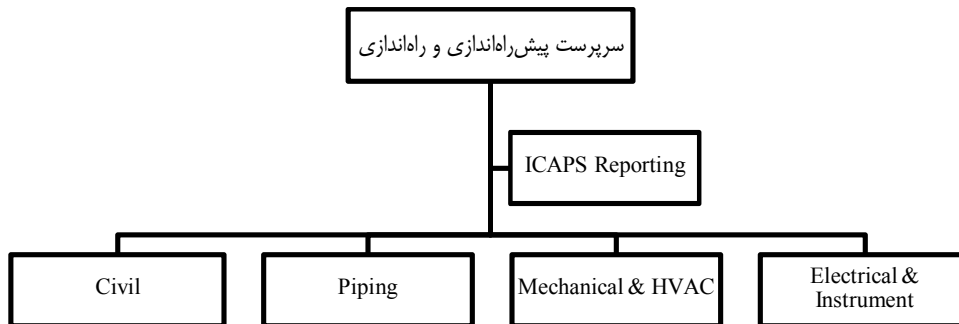 سرپرست پیش‌راه‌اندازی و راه‌اندازی
ICAPS Reporting
Civil
Piping
Mechanical & HVAC
Electrical &
Instrument